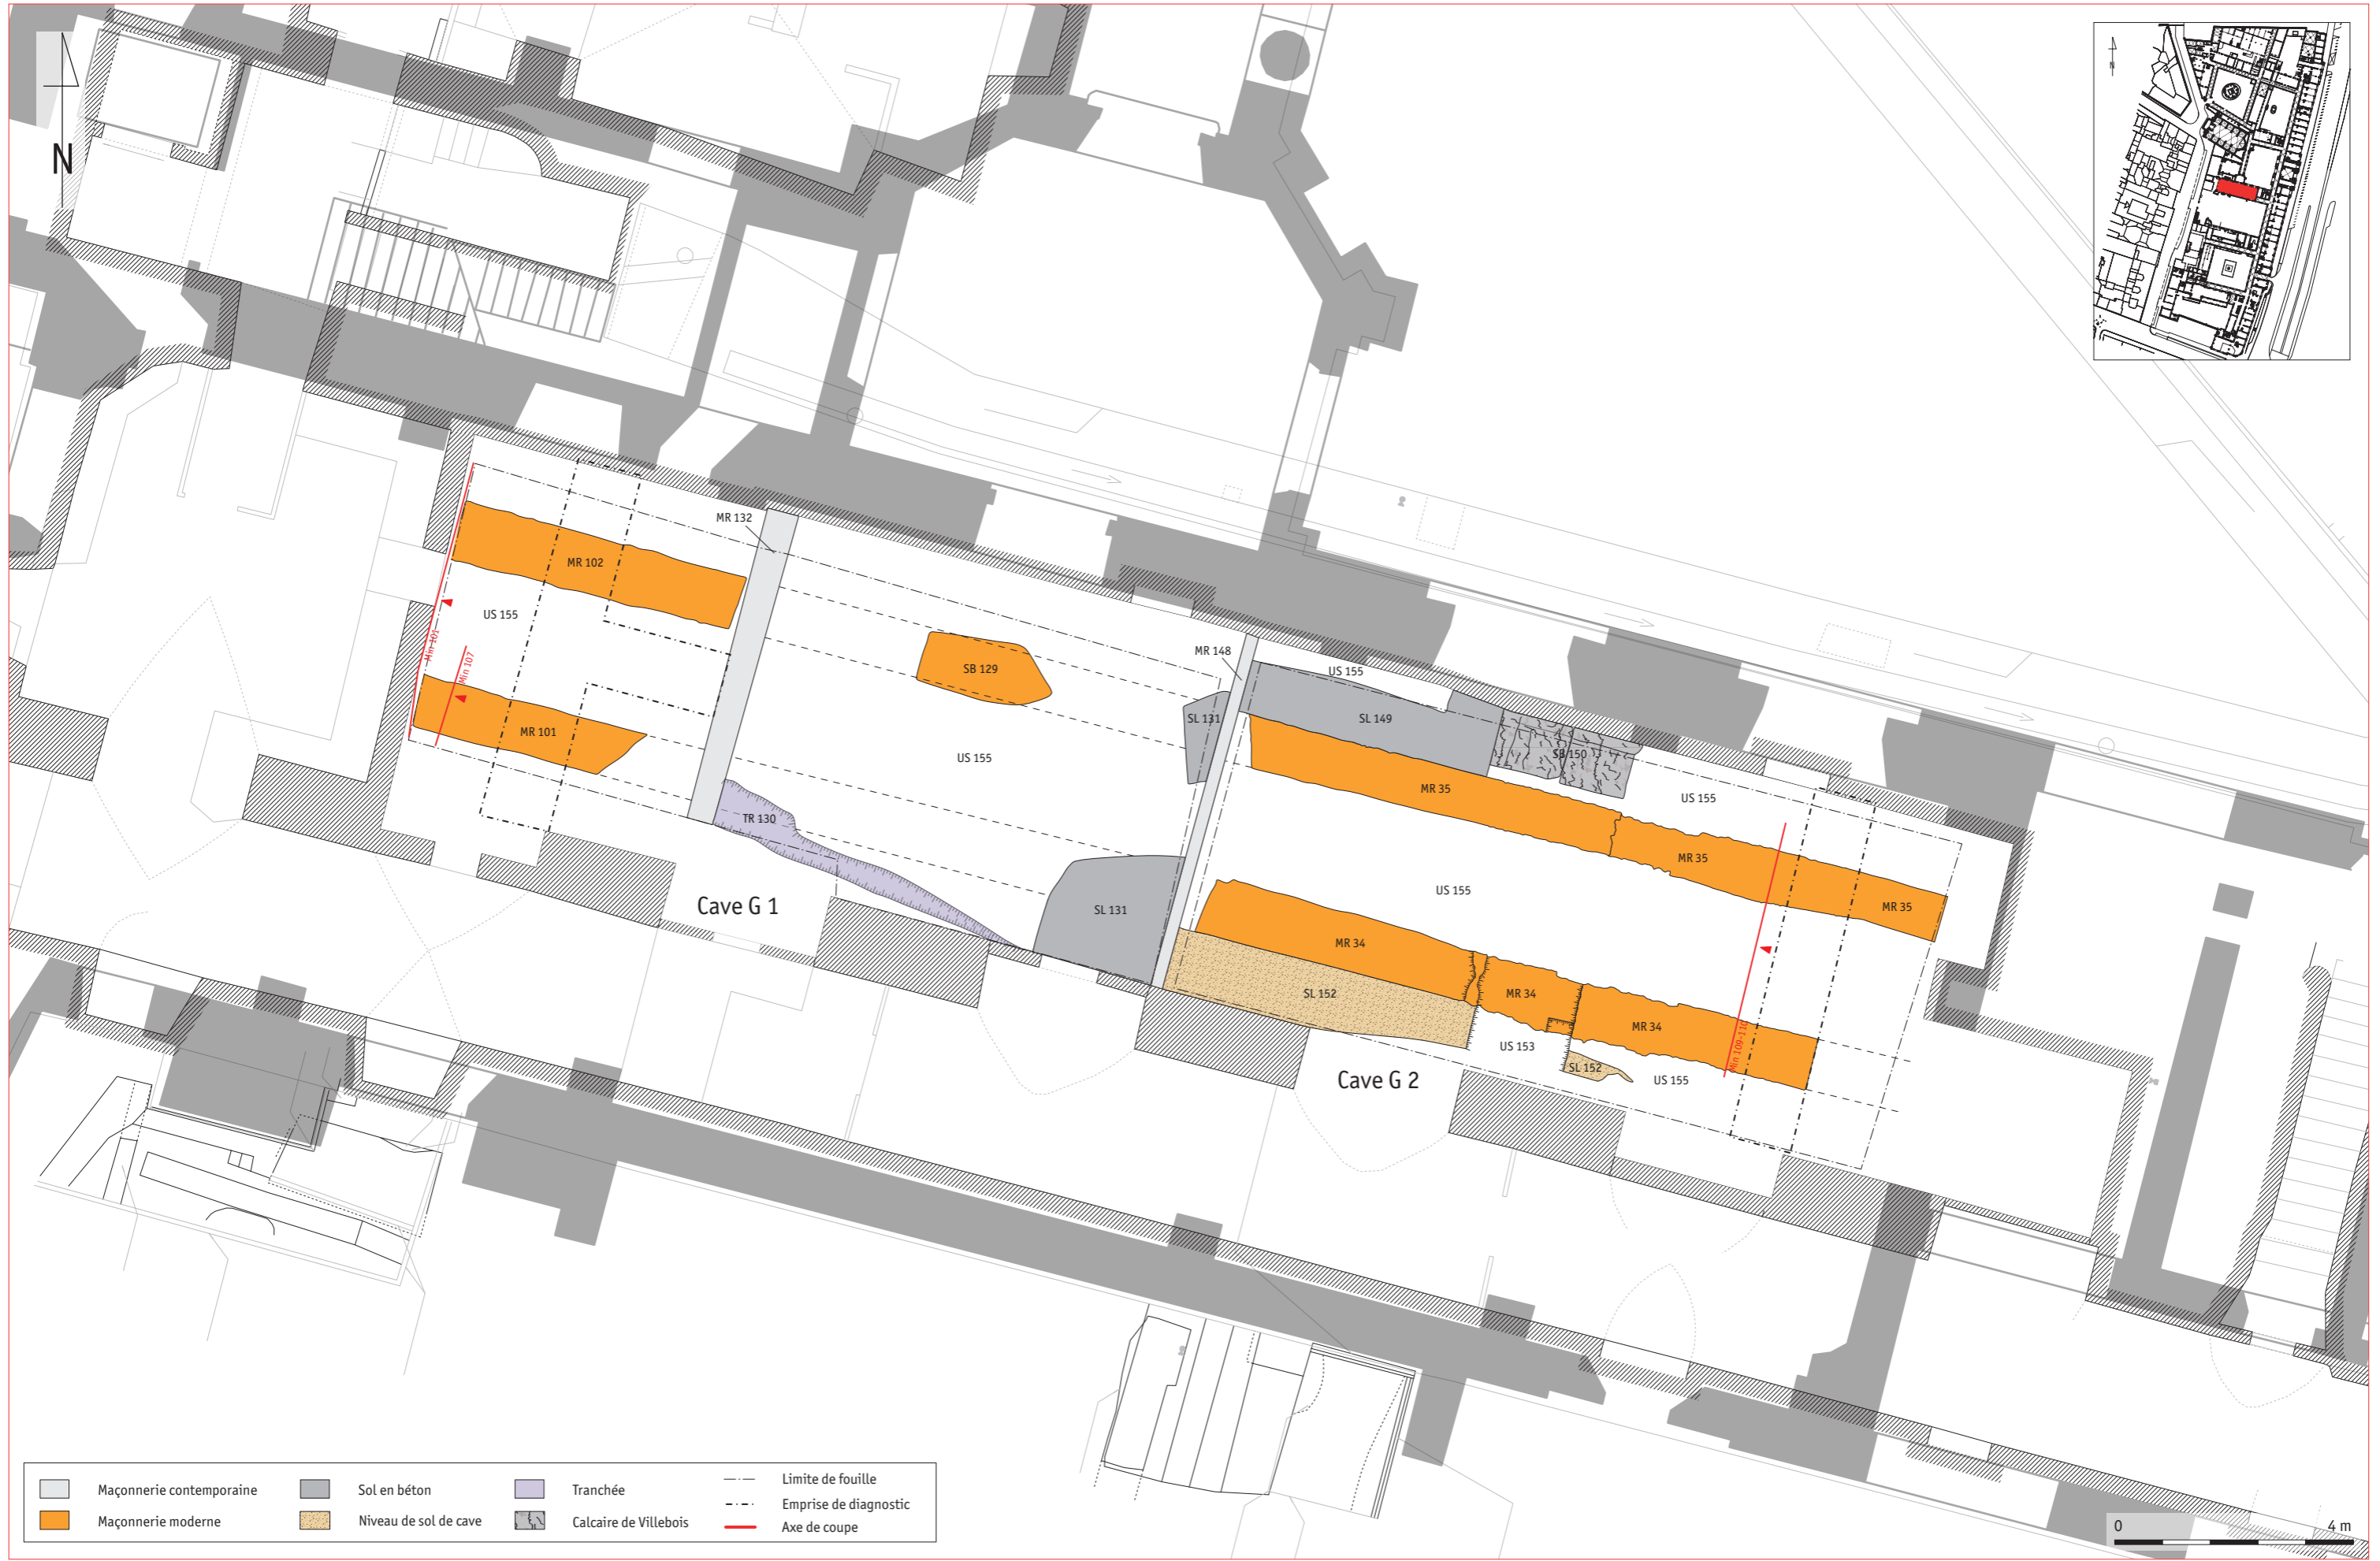 N
N
MR 132
MR 102
US 155
Min 101
Min 107
MR 101
SB 129
US 155
TR 130
Cave G 1
SL 131
SL 131
MR 148
US 155
SL 149
SB 150
US 155
MR 35
MR 35
MR 35
US 155
MR 34
MR 34
MR 34
SL 152
US 153
SL 152
US 155
Min 109-110
Cave G 2
Maçonnerie contemporaine
Maçonnerie moderne
Sol en béton
Niveau de sol de cave
Tranchée
Calcaire de Villebois
Limite de fouille
Emprise de diagnostic
Axe de coupe
0 4 m